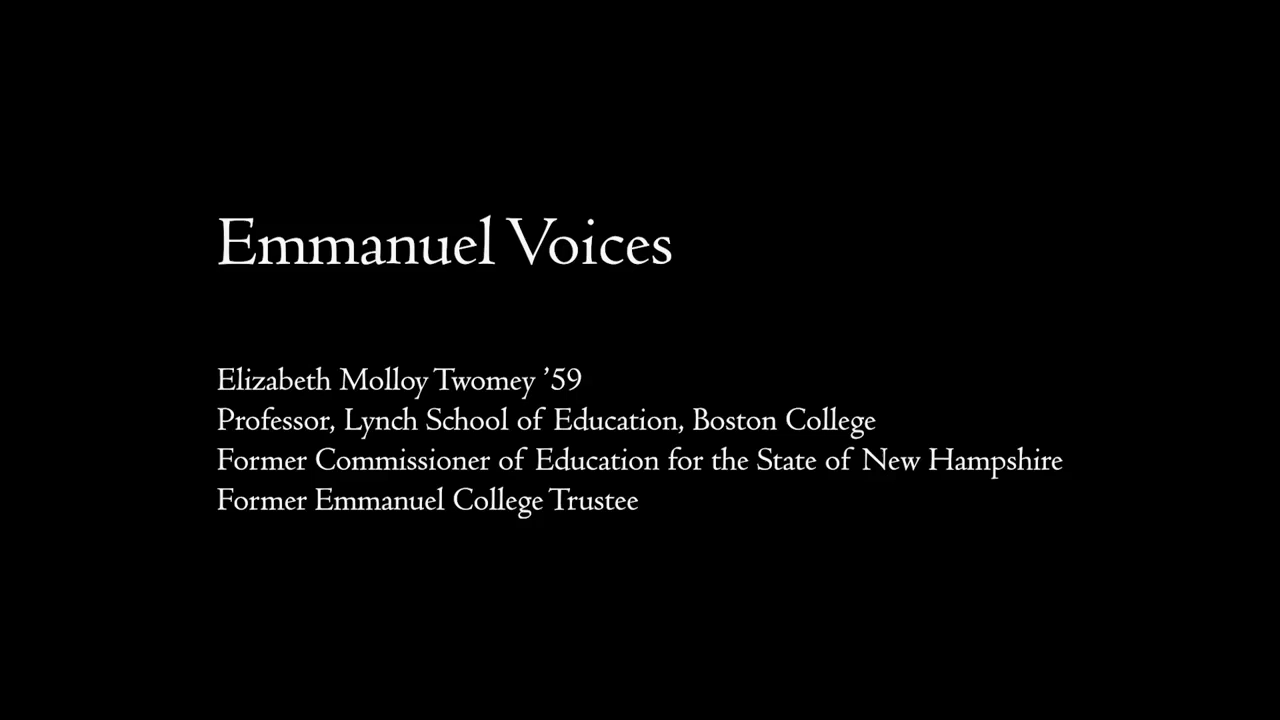 Emmanuel Voices
Elizabeth Molloy Twomey ’59
Professor, Lynch School of Education, Boston College
Former Commissioner of Education for the State of New Hampshire
Former Emmanuel College Trustee